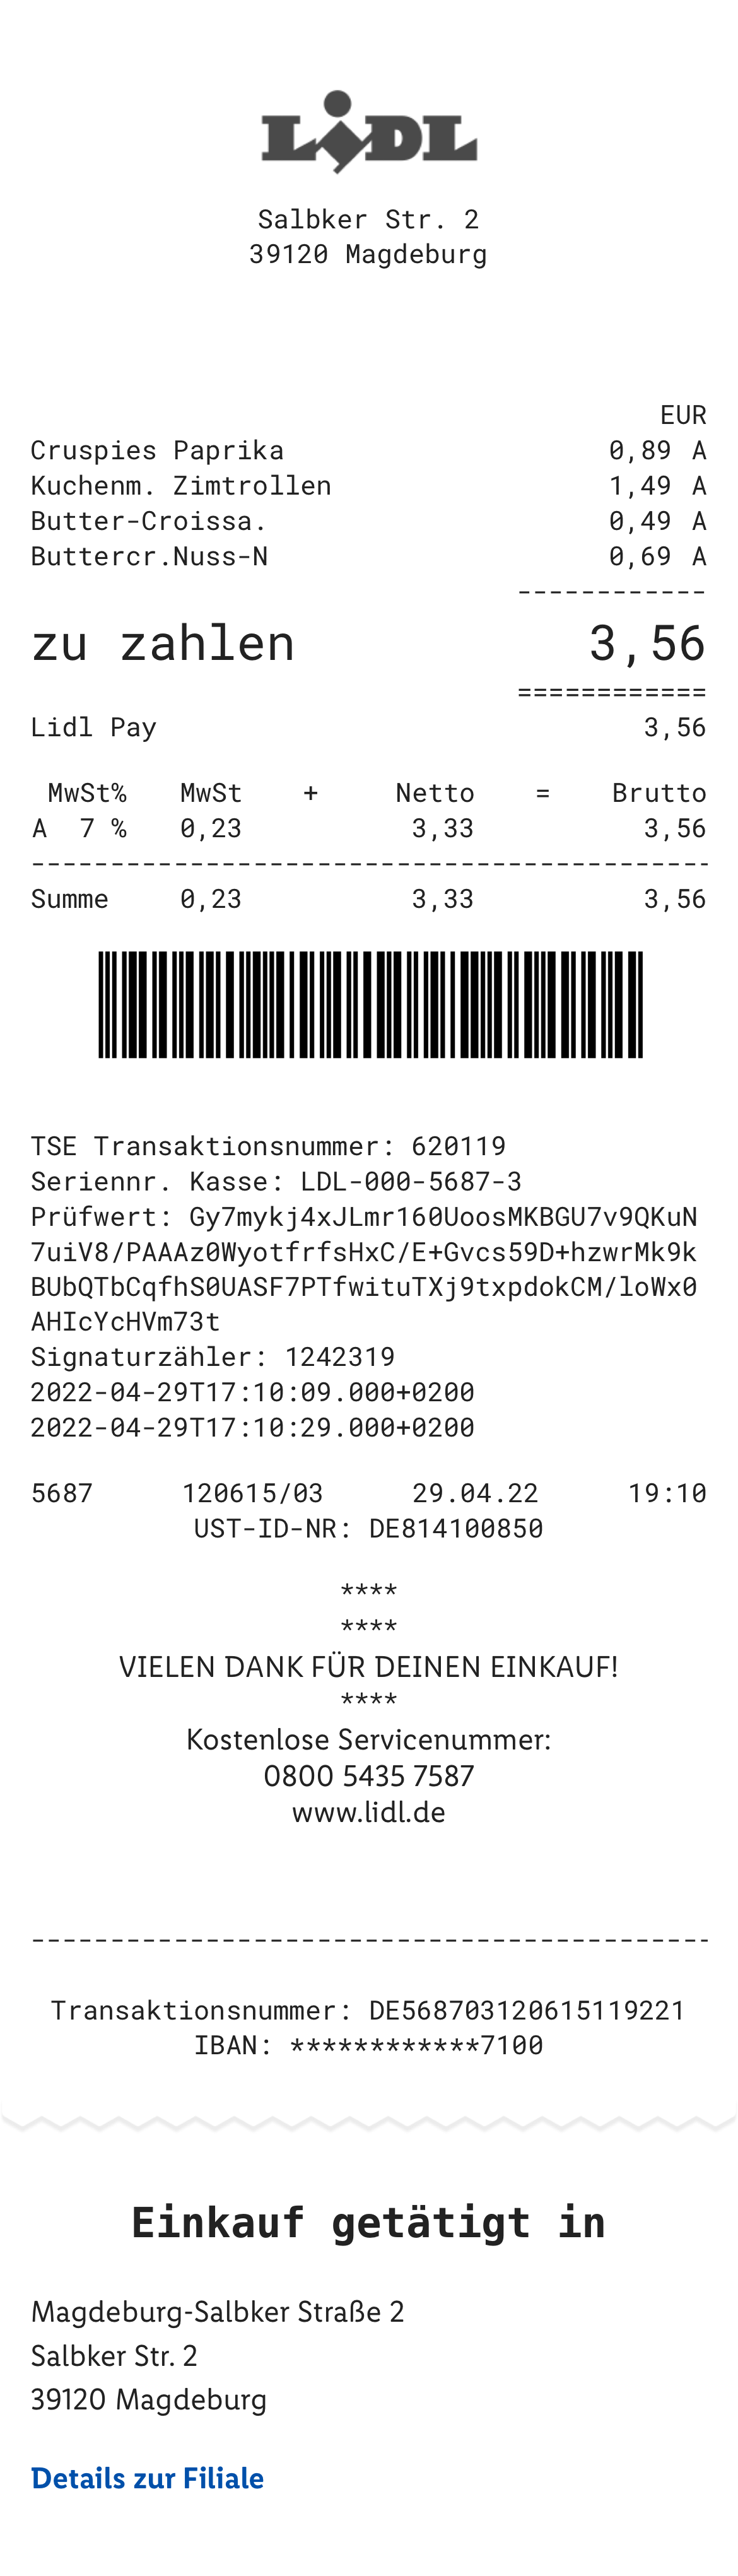 LiDL
Salbker Str. 2
39120 Magdeburg
EUR
Cruspies Paprika 0,89 A
Kuchenm. Zimtrollen 1,49 A
Butter-Croissa. 0,49 A
Buttercr.Nuss-N 0,69 A
------------
zu zahlen 3,56
============
Lidl Pay 3,56
MwSt% MwSt + Netto = Brutto
A 7 % 0,23 3,33 3,56
-------------------------------------------
Summe 0,23 3,33 3,56
TSE Transaktionsnummer: 620119
Seriennr. Kasse: LDL-000-5687-3
Prüfwert: Gy7mykj4xJLmr160UoosMKBGU7v9QKuN
7uiV8/PAAAz0WyotfrfsHxC/E+Gvcs59D+hzwrMk9k
BUbQTbCqfhS0UASF7PTfwituTXj9txpdokCM/loWx0
AHIcYcHVm73t
Signaturzähler: 1242319
2022-04-29T17:10:09.000+0200
2022-04-29T17:10:29.000+0200
5687 120615/03 29.04.22 19:10
UST-ID-NR: DE814100850
****
****
VIELEN DANK FÜR DEINEN EINKAUF!
****
Kostenlose Servicenummer:
0800 5435 7587
www.lidl.de
-------------------------------------------
Transaktionsnummer: DE568703120615119221
IBAN: ************7100
Einkauf getätigt in
Magdeburg-Salbker Straße 2
Salbker Str. 2
39120 Magdeburg
Details zur Filiale